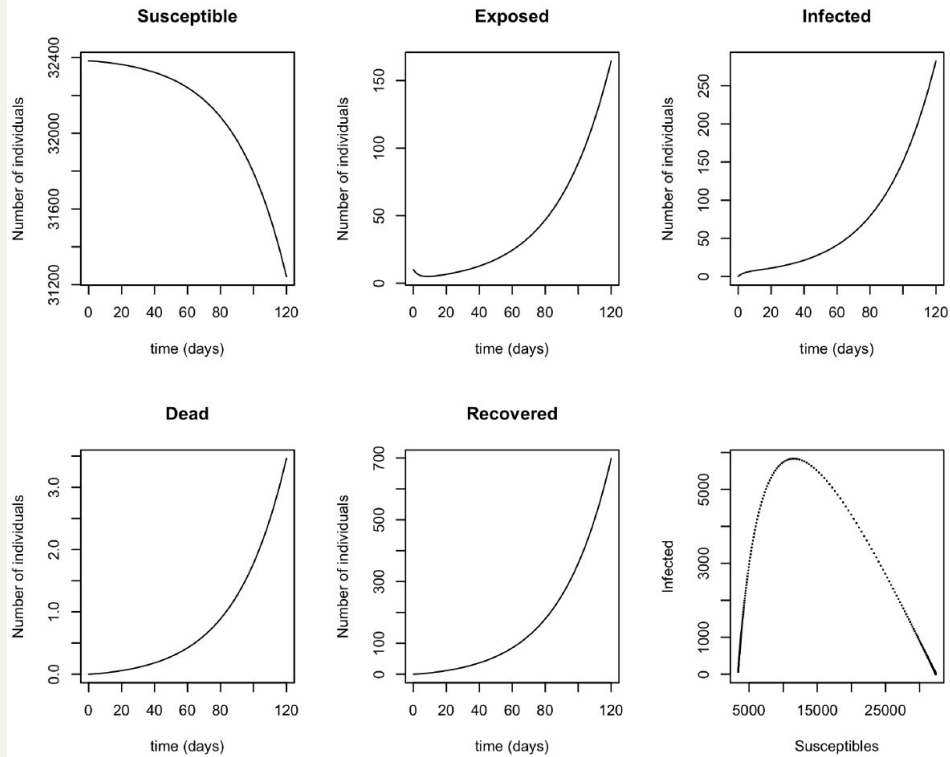 Susceptible
Number of individuals
32400
32000
31600
31200
0 20 40 60 80 120
time (days)
Exposed
Number of individuals
150
100
50
0
0 20 40 60 80 120
time (days)
Infected
Number of individuals
250
200
150
100
50
0
0 20 40 60 80 120
time (days)
Dead
Number of individuals
3.0
2.0
1.0
0.0
0 20 40 60 80 120
time (days)
Recovered
Number of individuals
700
500
300
100
0
0 20 40 60 80 120
time (days)
Infected
5000
3000
1000
0
5000 15000 25000
Susceptibles